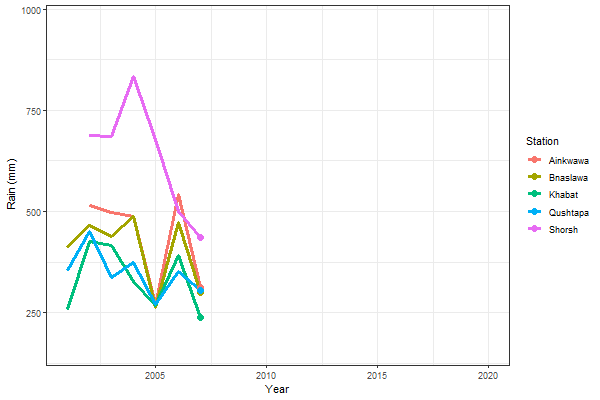 1000
750
500
250
Rain (mm)
2005
2010
2015
2020
Year
Station
Ainkwawa
Bnaslawa
Khabat
Qushtapa
Shorsh